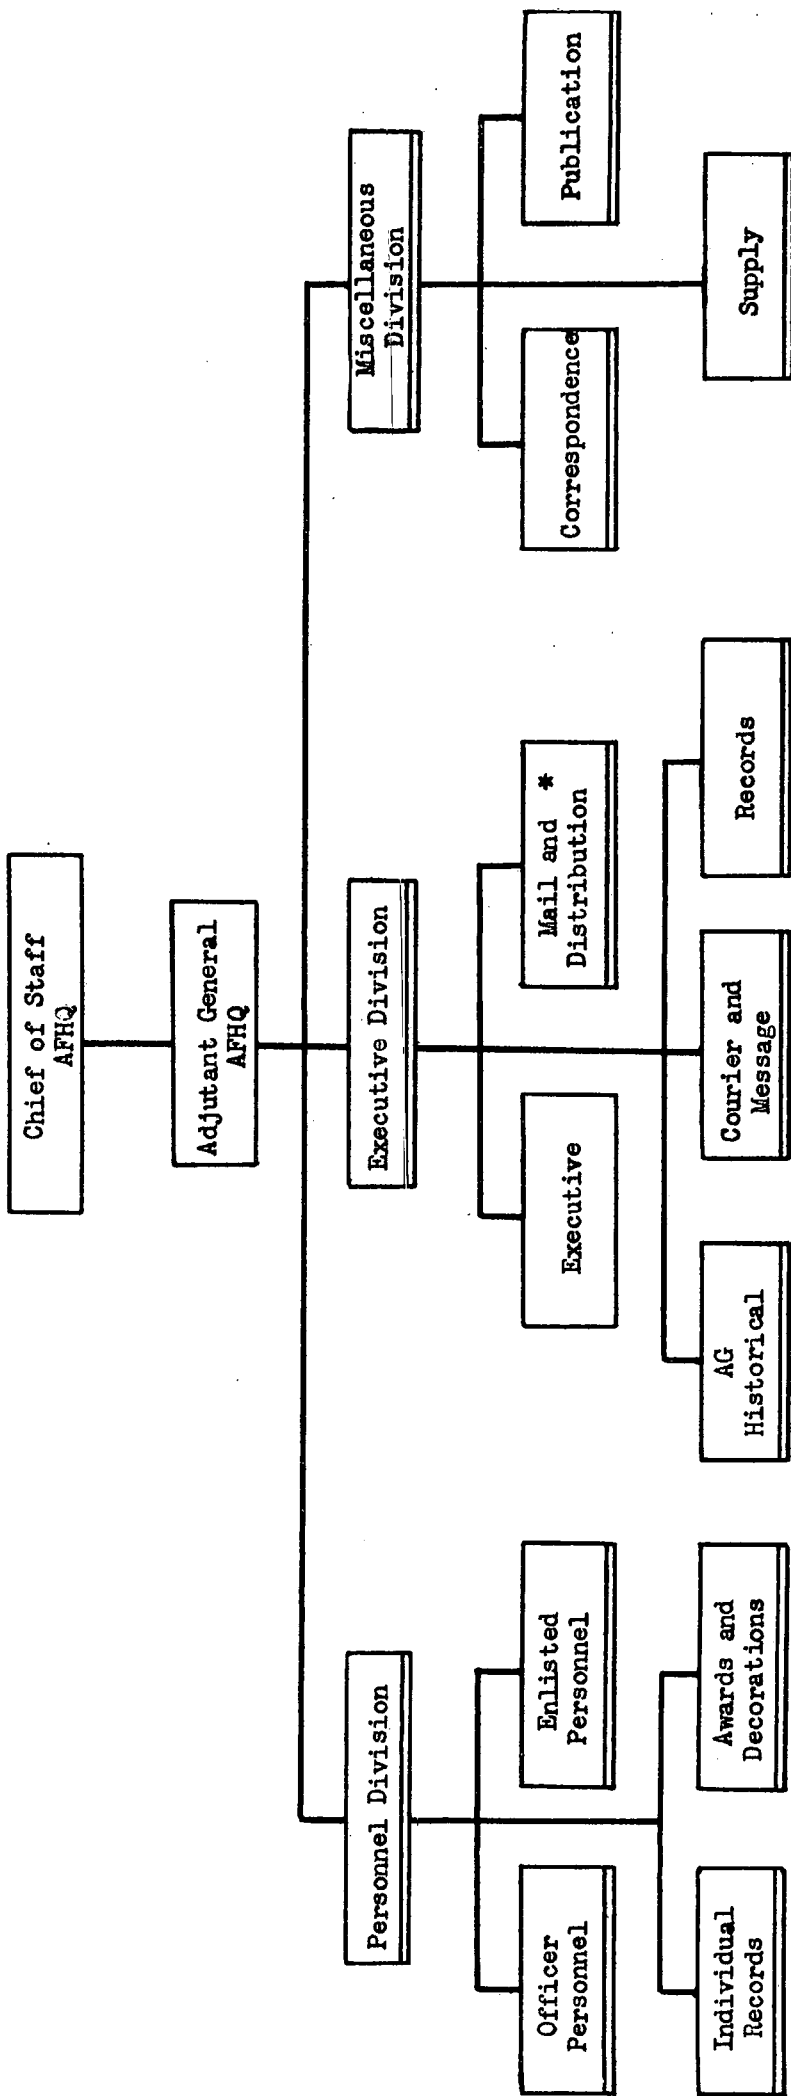 Chief of Staff
AFHQ
Adjutant General
AFHQ
Personnel Division
Executive Division
Miscellaneous
Division
Officer
Personnel
Enlisted
Personnel
Executive
Mail and *
Distribution
Correspondence
Publication
Individual
Records
Awards and
Decorations
AG
Historical
Courier and
Message
Records
Supply